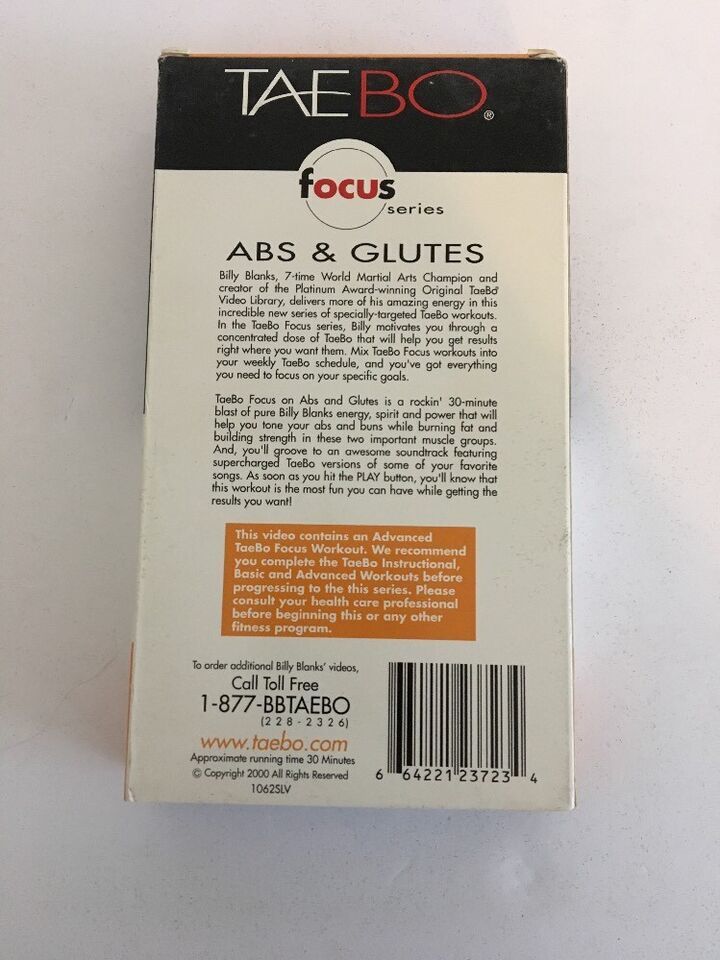 TAEBO®
focus
series
ABS & GLUTES
Billy Blanks, 7-time World Martial Arts Champion and
creator of the Platinum Award-winning Original TaeBo®
Video Library, delivers more of his amazing energy in this
incredible new series of specially-targeted TaeBo workouts.
In the TaeBo Focus series, Billy motivates you through a
concentrated dose of TaeBo that will help you get results
right where you want them. Mix TaeBo Focus workouts into
your weekly TaeBo schedule, and you've got everything
you need to focus on your specific goals.
TaeBo Focus on Abs and Glutes is a rockin' 30-minute
blast of pure Billy Blanks energy, spirit and power that will
help you tone your abs and buns while burning fat and
building strength in these two important muscle groups.
And, you'll groove to an awesome soundtrack featuring
supercharged TaeBo versions of some of your favorite
songs. As soon as you hit the PLAY button, you'll know that
this workout is the most fun you can have while getting the
results you want!
This video contains an Advanced
TaeBo Focus Workout. We recommend
you complete the TaeBo Instructional,
Basic and Advanced Workouts before
progressing to the this series. Please
consult your health care professional
before beginning this or any other
fitness program.
To order additional Billy Blanks' videos,
Call Toll Free
1-877-BBTAEBO
(228-2326)
www.taebo.com
Approximate running time 30 Minutes
© Copyright 2000 All Rights Reserved
1062SLV
6 64221 23723 4